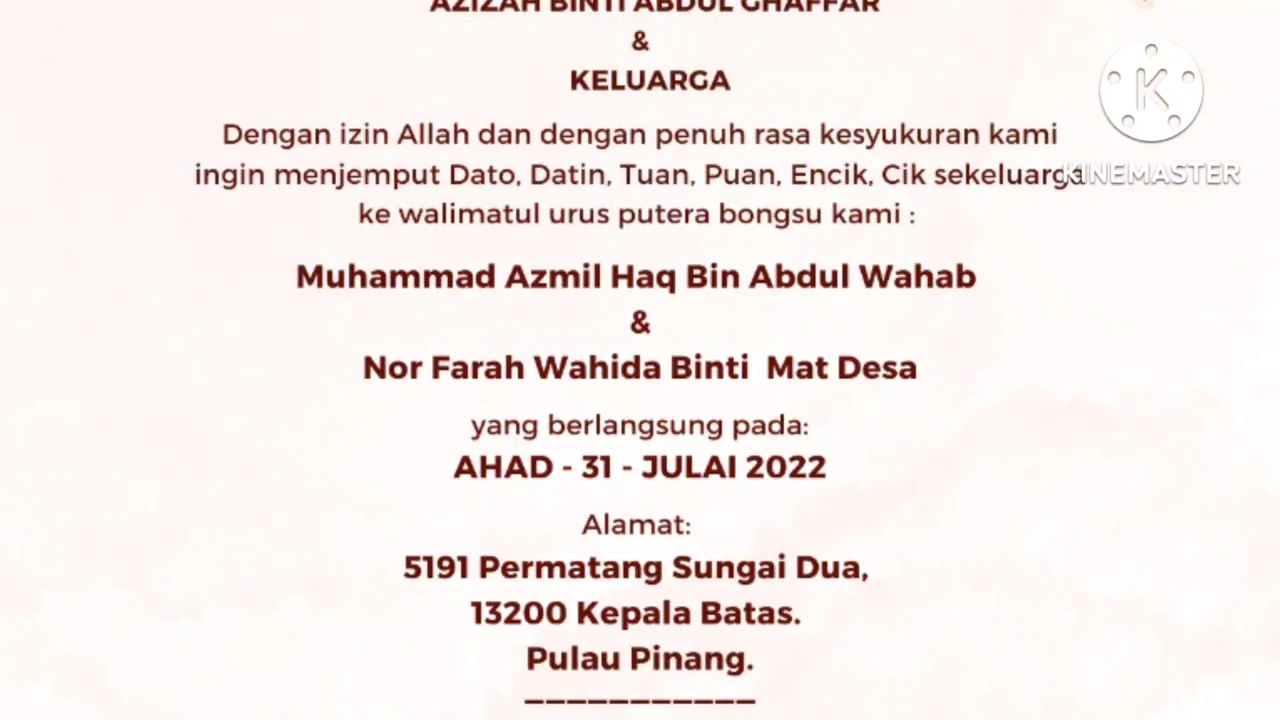 AZIZAH BINTI ABDUL GHAFFAR
&
KELUARGA
Dengan izin Allah dan dengan penuh rasa kesyukuran kami
ingin menjemput Dato, Datin, Tuan, Puan, Encik, Cik sekeluarga
ke walimatul urus putera bongsu kami :
Muhammad Azmil Haq Bin Abdul Wahab
&
Nor Farah Wahida Binti Mat Desa
yang berlangsung pada:
AHAD - 31 - JULAI 2022
Alamat:
5191 Permatang Sungai Dua,
13200 Kepala Batas.
Pulau Pinang.
K
KINEMASTER